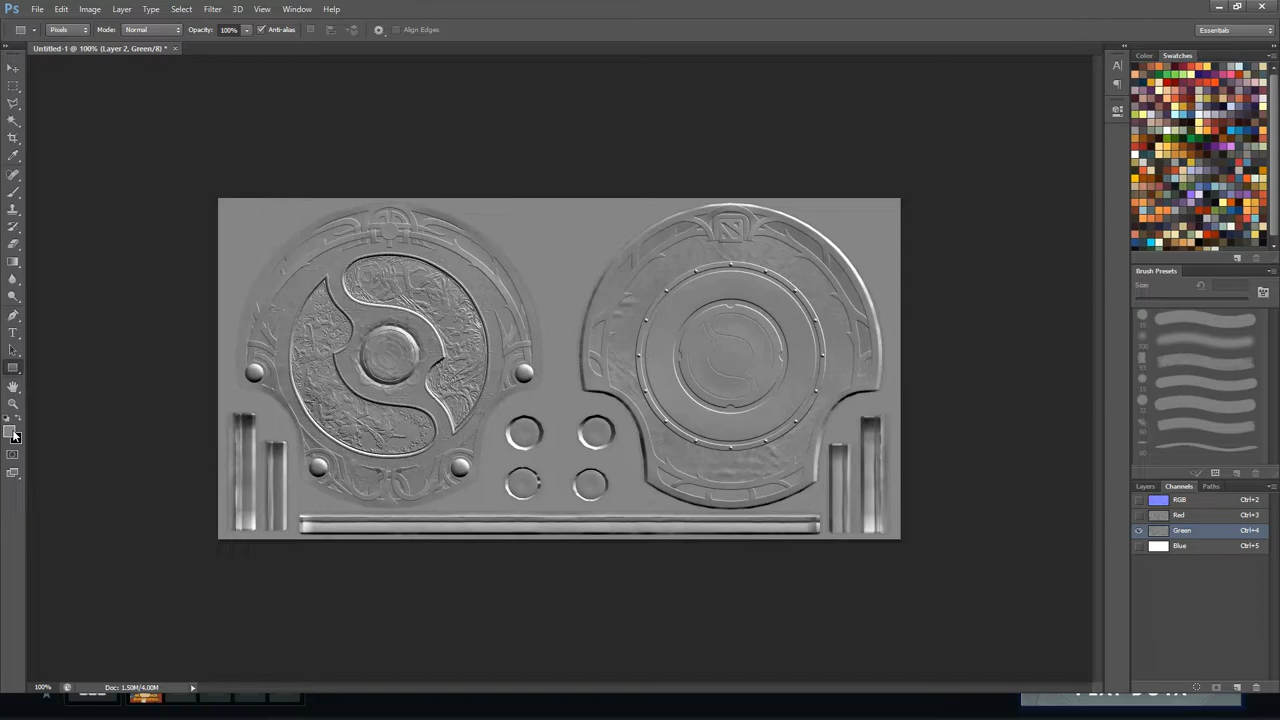 Ps File Edit Image Layer Type Select Filter 3D View Window Help
Pixels Mode: Normal Opacity: 100% Anti-alias Align Edges Essentials
Untitled-1 @ 100% (Layer 2, Green/8) * ×
Color Swatches
Brush Presets
Size:
Layers Channels Paths
RGB Ctrl+2
Red Ctrl+3
Green Ctrl+4
Blue Ctrl+5
100% Doc: 1.50M/4.00M